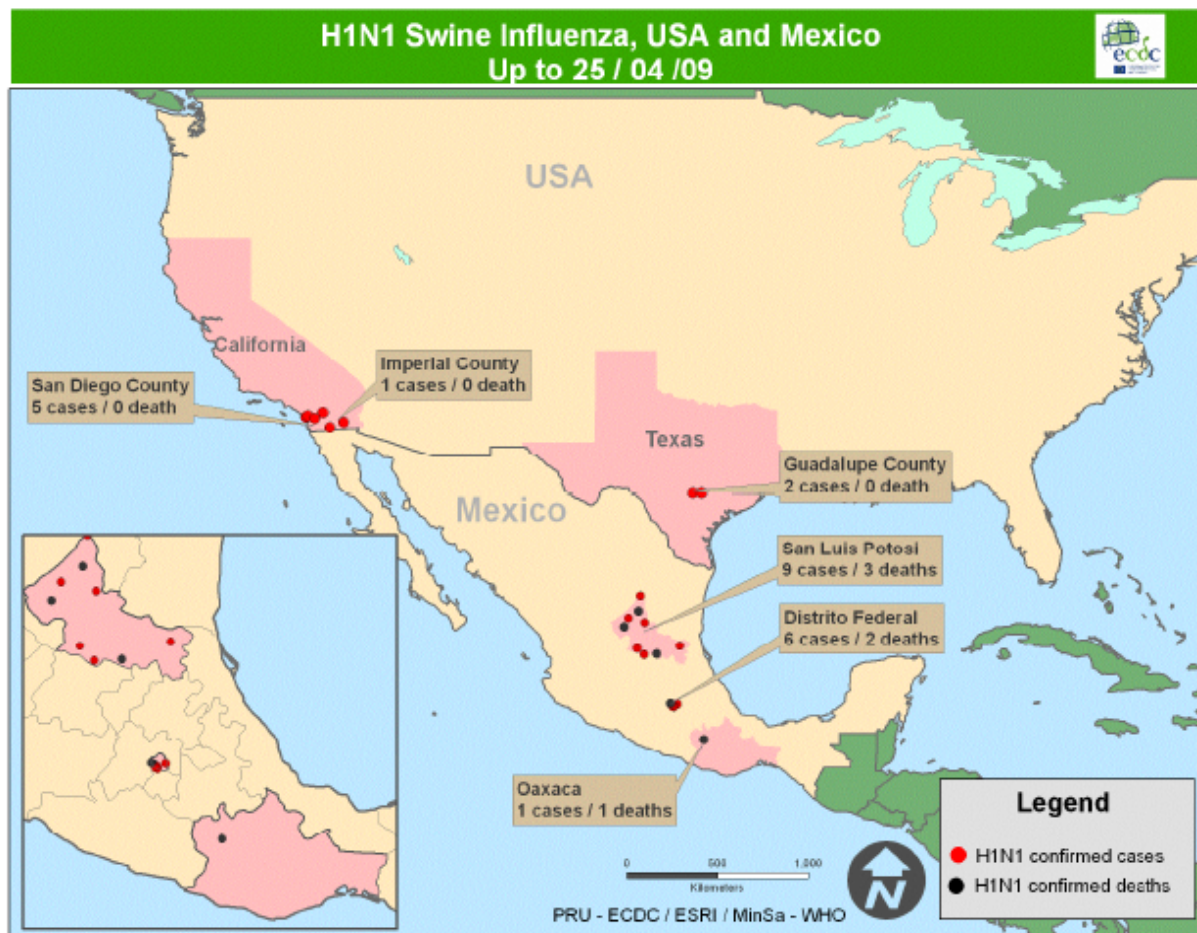 H1N1 Swine Influenza, USA and Mexico
Up to 25 / 04 /09
ecdc
USA
California
Imperial County
1 cases / 0 death
San Diego County
5 cases / 0 death
Texas
Guadalupe County
2 cases / 0 death
Mexico
San Luis Potosi
9 cases / 3 deaths
Distrito Federal
6 cases / 2 deaths
Oaxaca
1 cases / 1 deaths
Legend
H1N1 confirmed cases
H1N1 confirmed deaths
0 500 1,000
Kilometers
N
PRU - ECDC / ESRI / MinSa - WHO